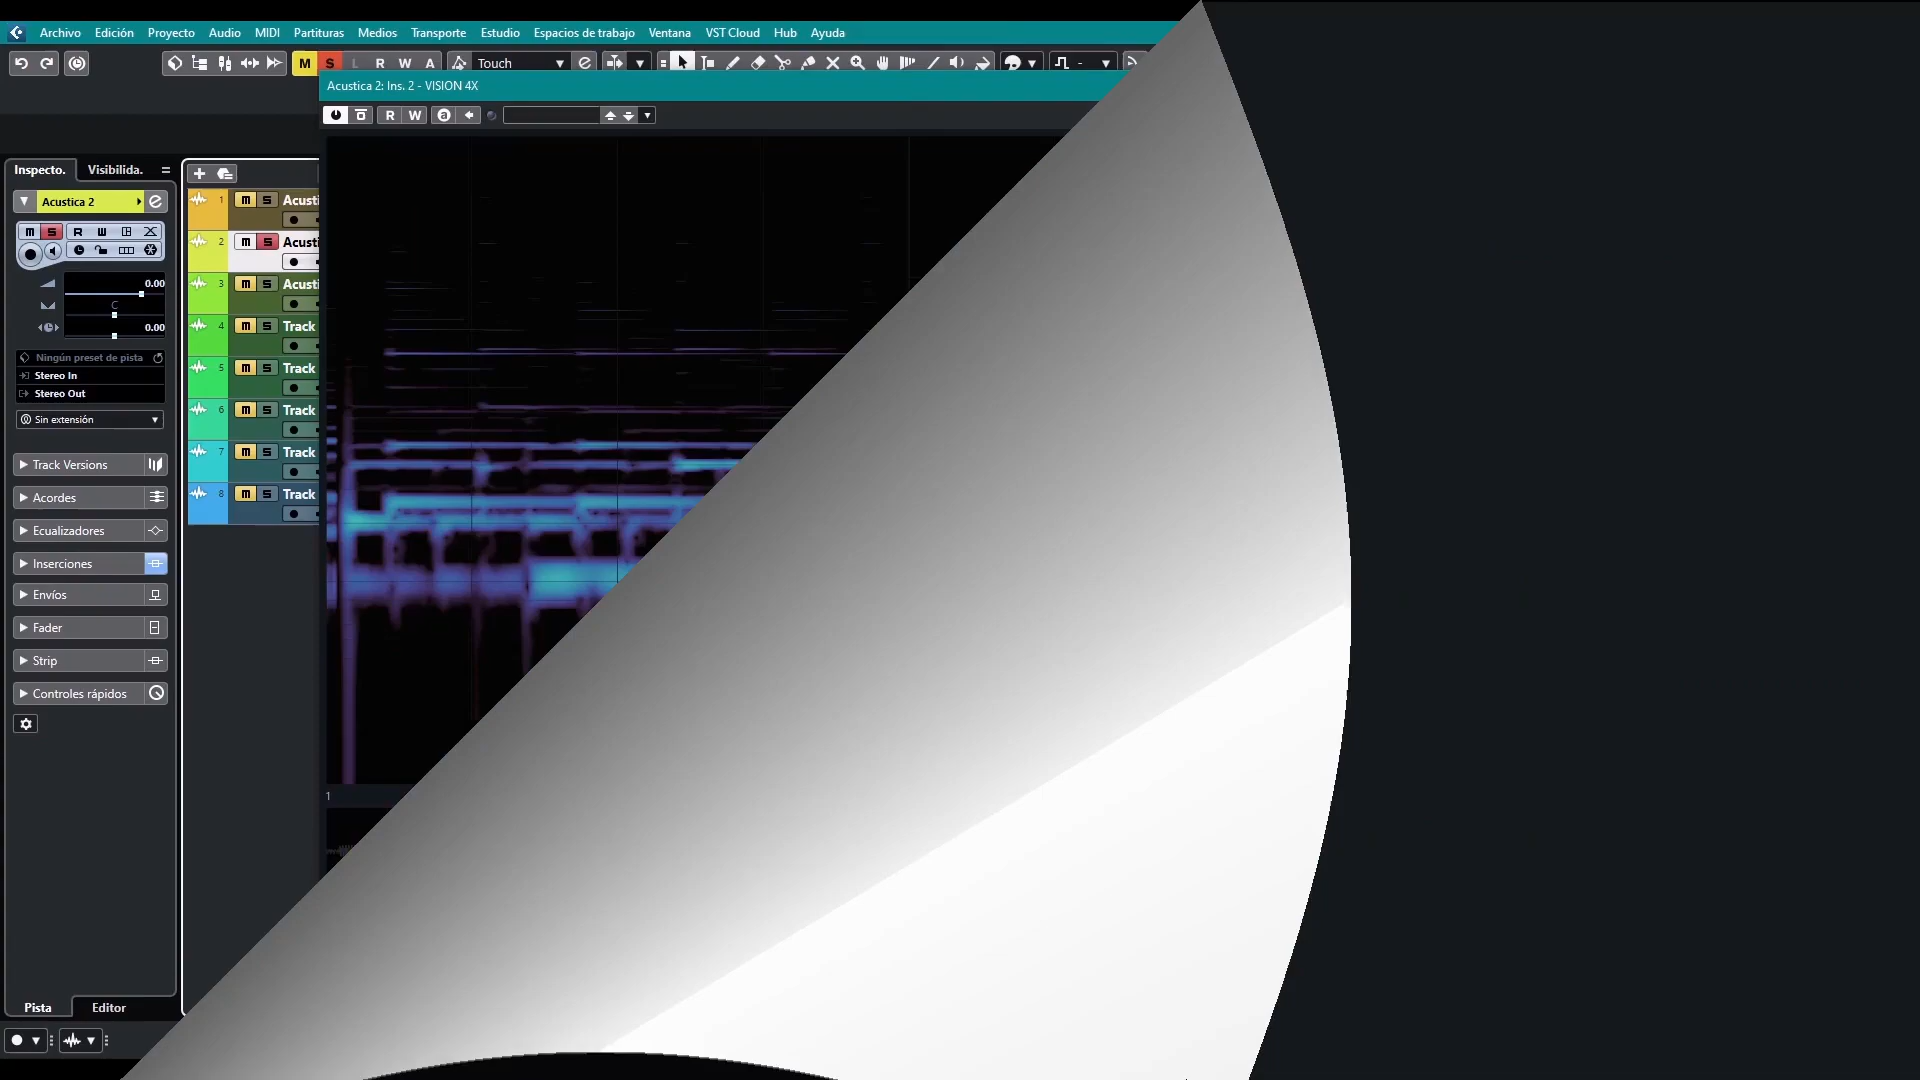 Archivo Edición Proyecto Audio MIDI Partituras Medios Transporte Estudio Espacios de trabajo Ventana VST Cloud Hub Ayuda
M S L R W A Touch -
Acustica 2: Ins. 2 - VISION 4X
R W a
Inspecto. Visibilida.
Acustica 2
m S R W
0.00
C
0.00
Ningún preset de pista
Stereo In
Stereo Out
Sin extensión
Track Versions
Acordes
Ecualizadores
Inserciones
Envíos
Fader
Strip
Controles rápidos
Pista Editor
1 m S Acusti
2 m S Acusti
3 m S Acusti
4 m S Track
5 m S Track
6 m S Track
7 m S Track
8 m S Track
1